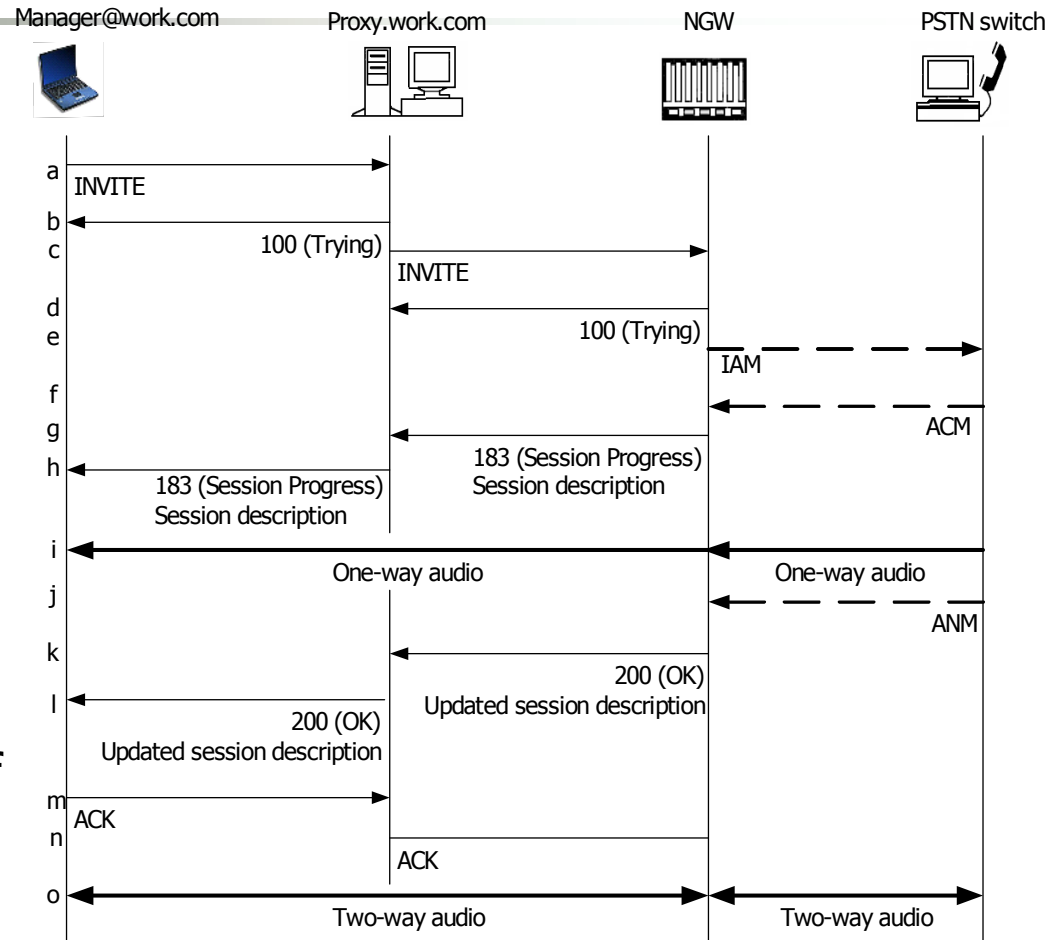 Manager@work.com
Proxy.work.com
NGW
PSTN switch
a
INVITE
b
100 (Trying)
c
INVITE
d
100 (Trying)
e
IAM
f
ACM
g
183 (Session Progress)
Session description
h
183 (Session Progress)
Session description
i
One-way audio
One-way audio
j
ANM
k
200 (OK)
Updated session description
l
200 (OK)
Updated session description
m
ACK
n
ACK
o
Two-way audio
Two-way audio